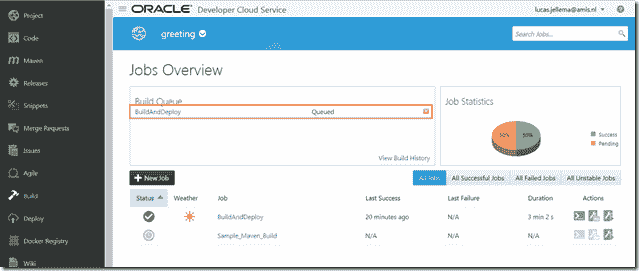 ORACLE Developer Cloud Service lucas.jellema@amis.nl
greeting Search Jobs...
Project
Code
Maven
Releases
Snippets
Merge Requests
Issues
Agile
Build
Deploy
Docker Registry
Wiki
Jobs Overview
Build Queue
BuildAndDeploy Queued
View Build History
Job Statistics
50% 50%
Success
Pending
New Job
All Jobs All Successful Jobs All Failed Jobs All Unstable Jobs
Status Weather Job Last Success Last Failure Duration Actions
BuildAndDeploy 20 minutes ago N/A 3 min 2 s
Sample_Maven_Build N/A N/A N/A